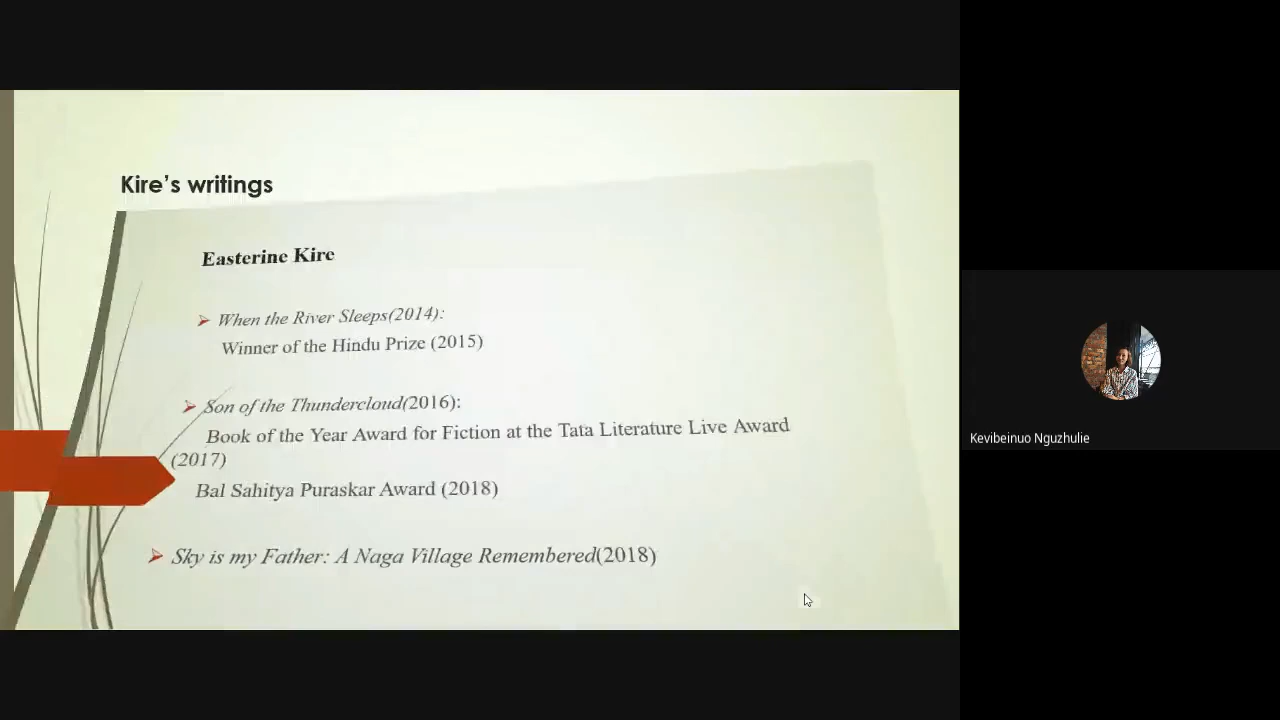 Kire's writings
Easterine Kire
When the River Sleeps(2014):
Winner of the Hindu Prize (2015)
Son of the Thundercloud(2016):
Book of the Year Award for Fiction at the Tata Literature Live Award
(2017)
Bal Sahitya Puraskar Award (2018)
Sky is my Father: A Naga Village Remembered(2018)
Kevibeinuo Nguzhulie